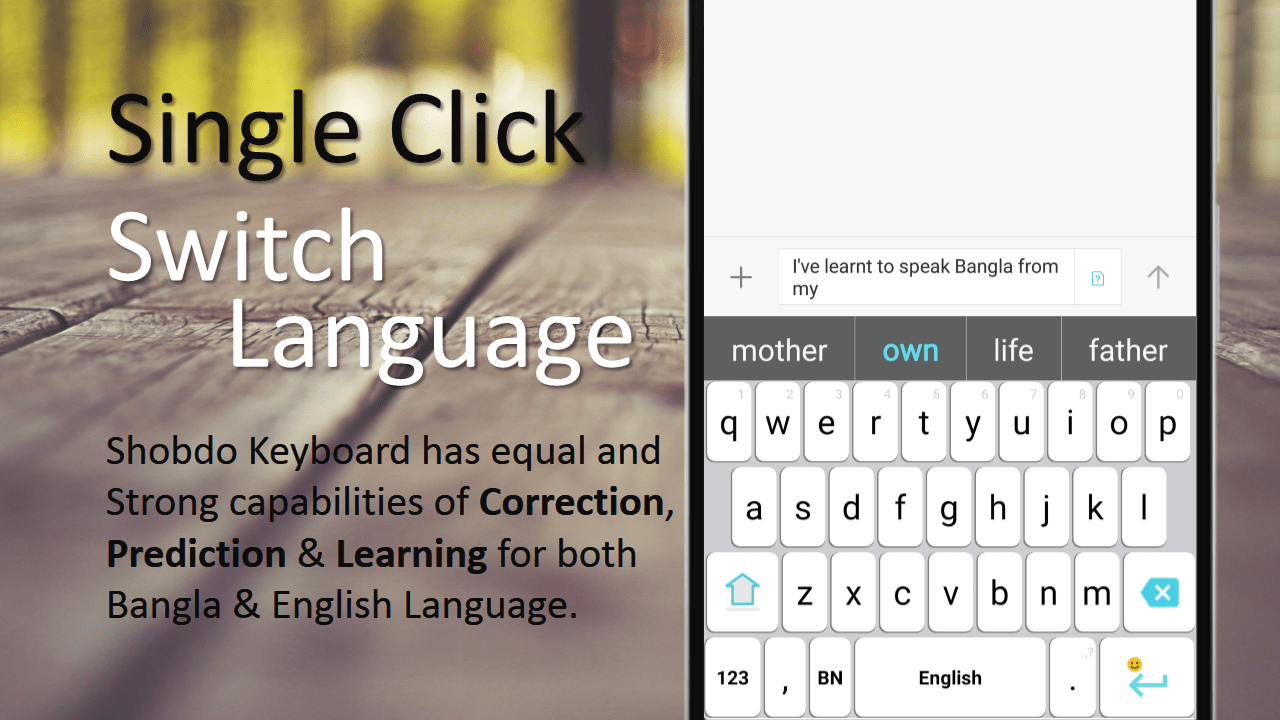 Single Click
Switch
Language
Shobdo Keyboard has equal and
Strong capabilities of Correction,
Prediction & Learning for both
Bangla & English Language.
I've learnt to speak Bangla from
my
?
mother own life father
1 2 3 4 5 6 7 8 9 0
q w e r t y u i o p
a s d f g h j k l
z x c v b n m
.,?
123 , BN English .